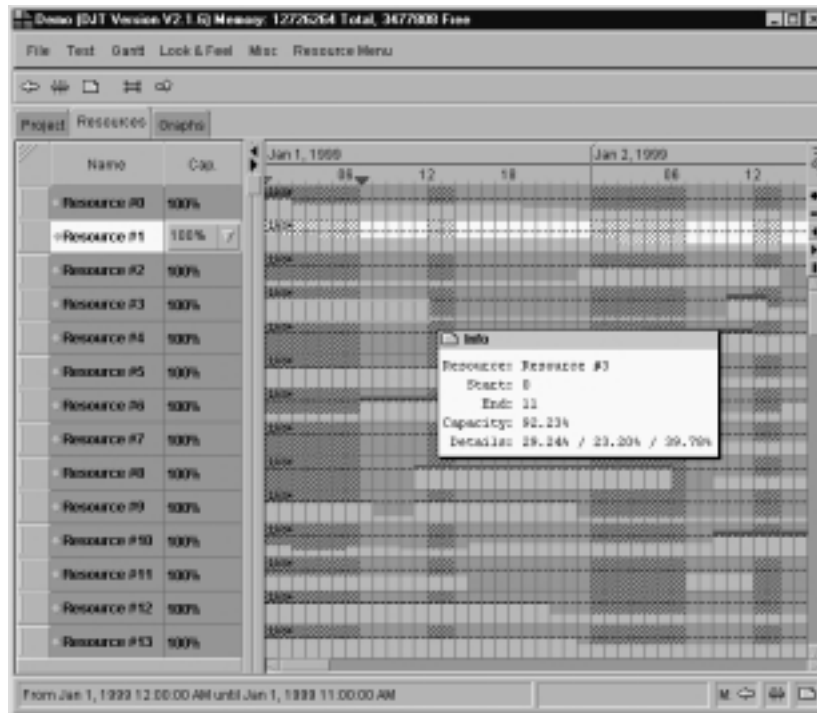 Demo (DJT Version V2.1.6) Memory: 12726264 Total, 3477808 Free
File Test Gantt Look & Feel Misc Resource Menu
Project Resources Graphs
Name Cap.
Jan 1, 1999 Jan 2, 1999
06 12 18 06 12
Resource #0 100%
Resource #1 100%
Resource #2 100%
Resource #3 100%
Resource #4 100%
Resource #5 100%
Resource #6 100%
Resource #7 100%
Resource #8 100%
Resource #9 100%
Resource #10 100%
Resource #11 100%
Resource #12 100%
Resource #13 100%
Info
Resource: Resource #3
Start: 0
End: 11
Capacity: 92.23%
Details: 29.24% / 23.20% / 39.78%
From Jan 1, 1999 12:00:00 AM until Jan 1, 1999 11:00:00 AM
M: